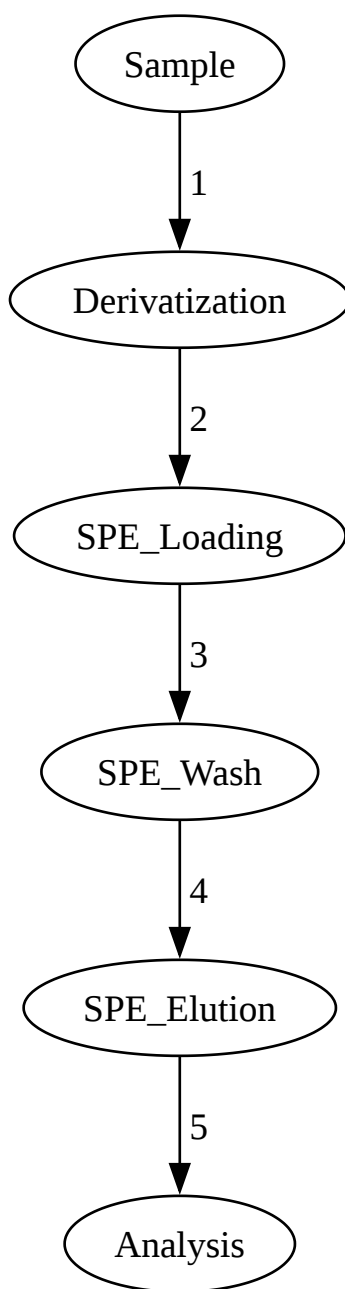 Sample
1
Derivatization
2
SPE_Loading
3
SPE_Wash
4
SPE_Elution
5
Analysis